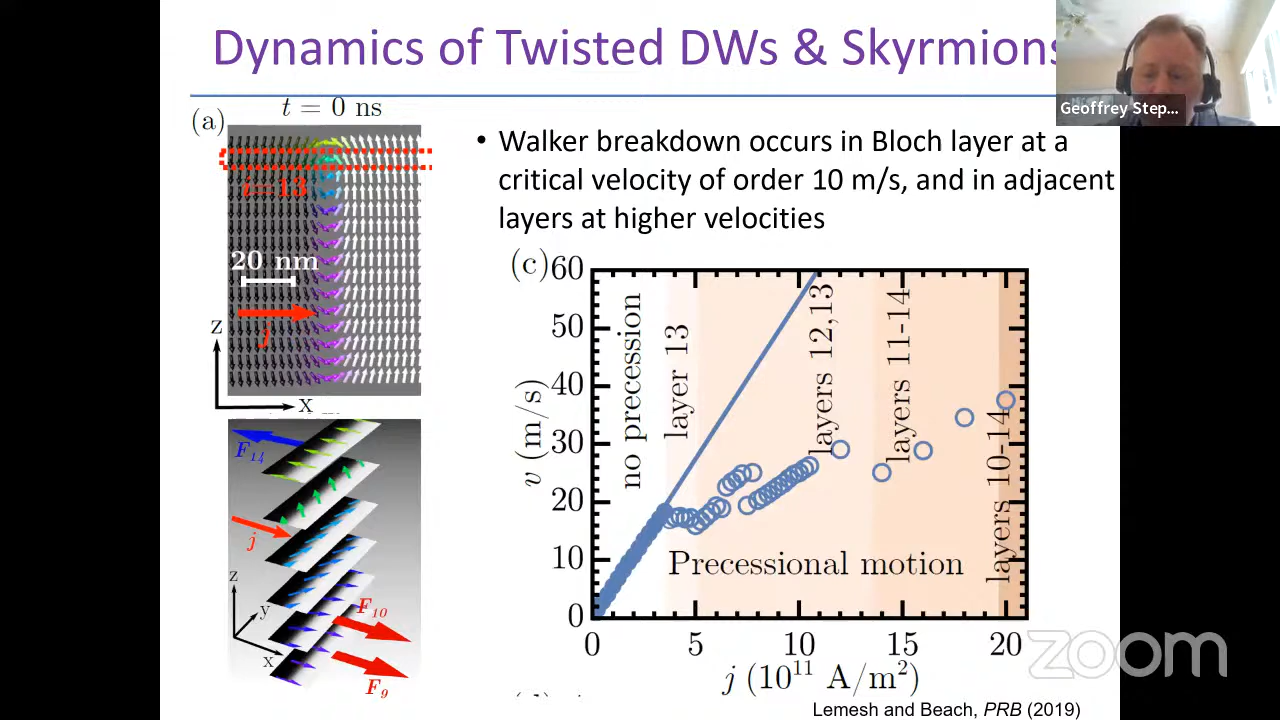 Dynamics of Twisted DWs & Skyrmions
Geoffrey Step...
(a)
t = 0 ns
i=13
20 nm
j
z
x
• Walker breakdown occurs in Bloch layer at a
critical velocity of order 10 m/s, and in adjacent
layers at higher velocities
(c)
60
50
40
30
20
10
0
v (m/s)
no precession
layer 13
layers 12,13
layers 11-14
layers 10-14
Precessional motion
0 5 10 15 20
j (10¹¹ A/m²)
F₁₄
j
z
y
x
F₁₀
F₉
zoom
Lemesh and Beach, PRB (2019)